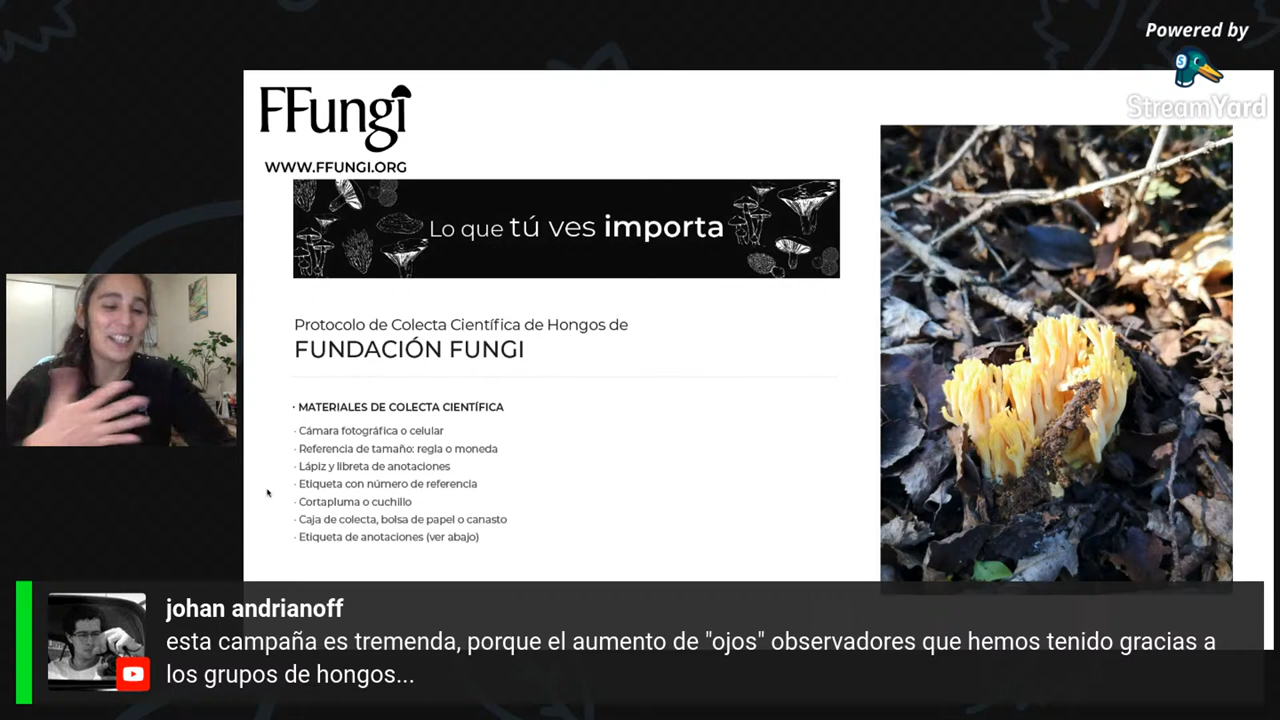 Powered by
StreamYard
FFungi
WWW.FFUNGI.ORG
Lo que tú ves importa
Protocolo de Colecta Científica de Hongos de
FUNDACIÓN FUNGI
· MATERIALES DE COLECTA CIENTÍFICA
· Cámara fotográfica o celular
· Referencia de tamaño: regla o moneda
· Lápiz y libreta de anotaciones
· Etiqueta con número de referencia
· Cortapluma o cuchillo
· Caja de colecta, bolsa de papel o canasto
· Etiqueta de anotaciones (ver abajo)
johan andrianoff
esta campaña es tremenda, porque el aumento de "ojos" observadores que hemos tenido gracias a
los grupos de hongos...